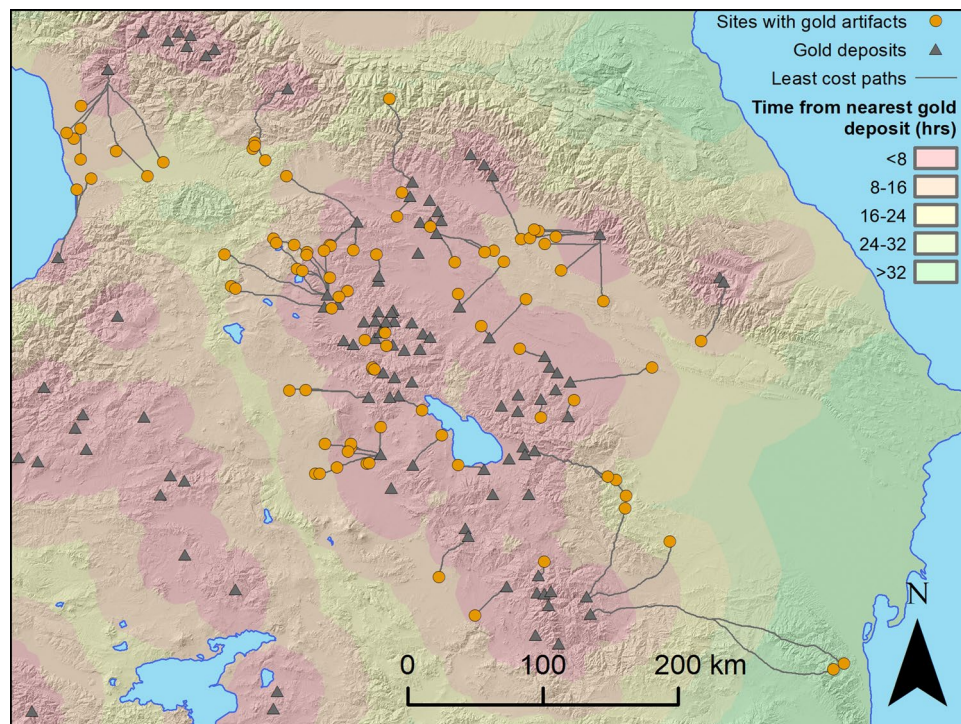 Sites with gold artifacts
Gold deposits
Least cost paths
Time from nearest gold
deposit (hrs)
<8
8-16
16-24
24-32
>32
N
0 100 200 km